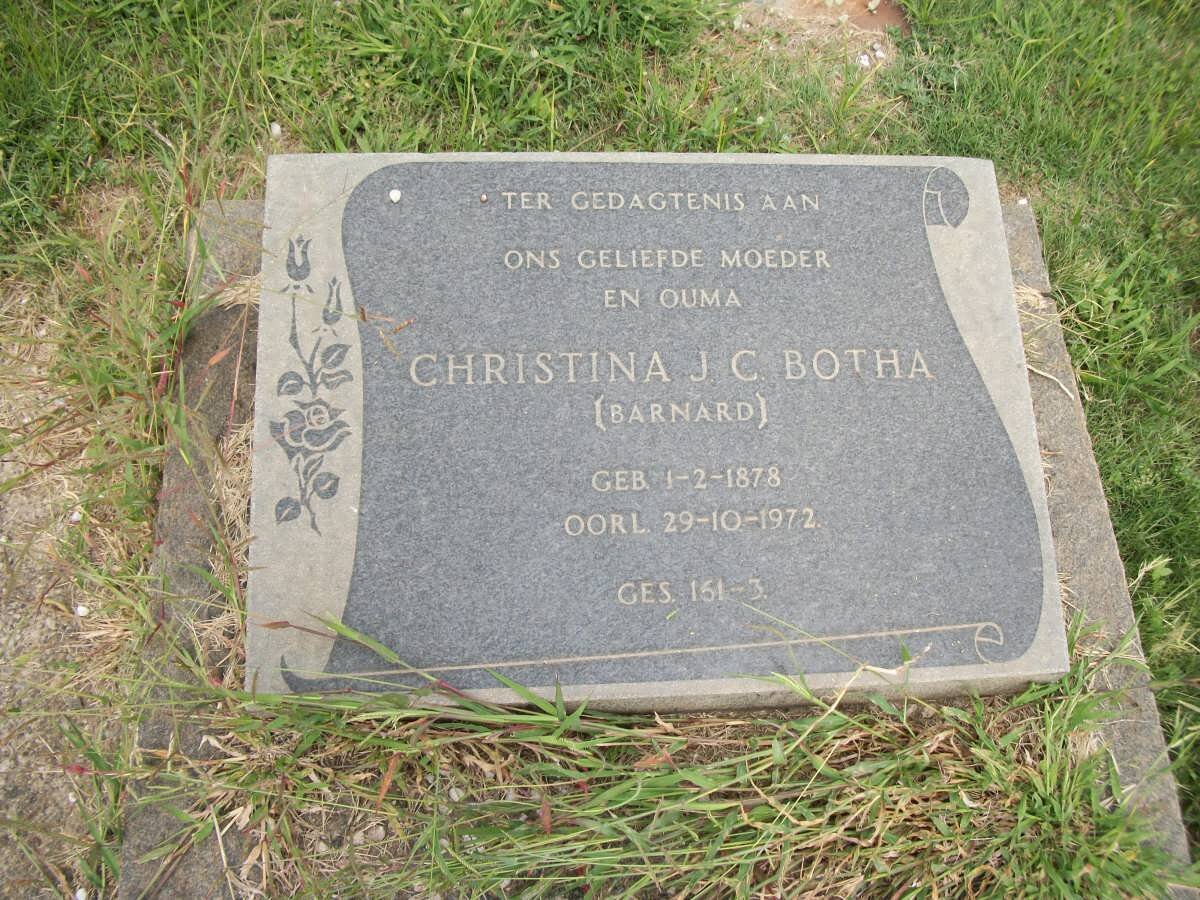 TER GEDAGTENIS AAN
ONS GELIEFDE MOEDER
EN OUMA
CHRISTINA J. C. BOTHA
(BARNARD)
GEB. 1-2-1878
OORL. 29-10-1972.
GES. 161-3.